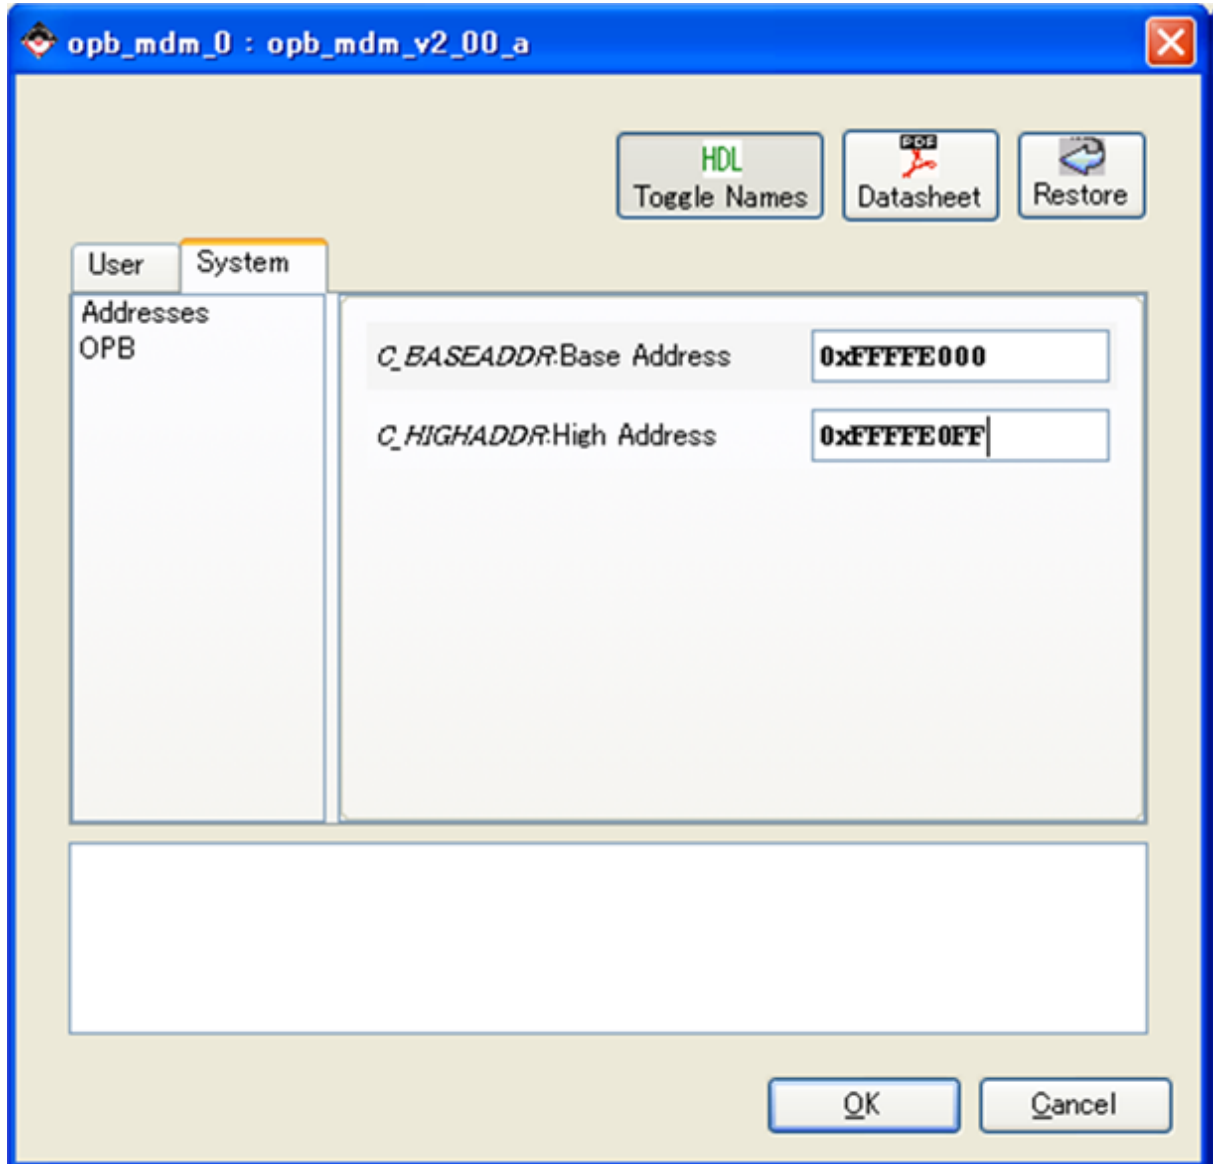 opb_mdm_0 : opb_mdm_v2_00_a
HDL
Toggle Names
PDF
Datasheet
Restore
User
System
Addresses
OPB
C_BASEADDR:Base Address
0xFFFFE000
C_HIGHADDR:High Address
0xFFFFE0FF
OK
Cancel